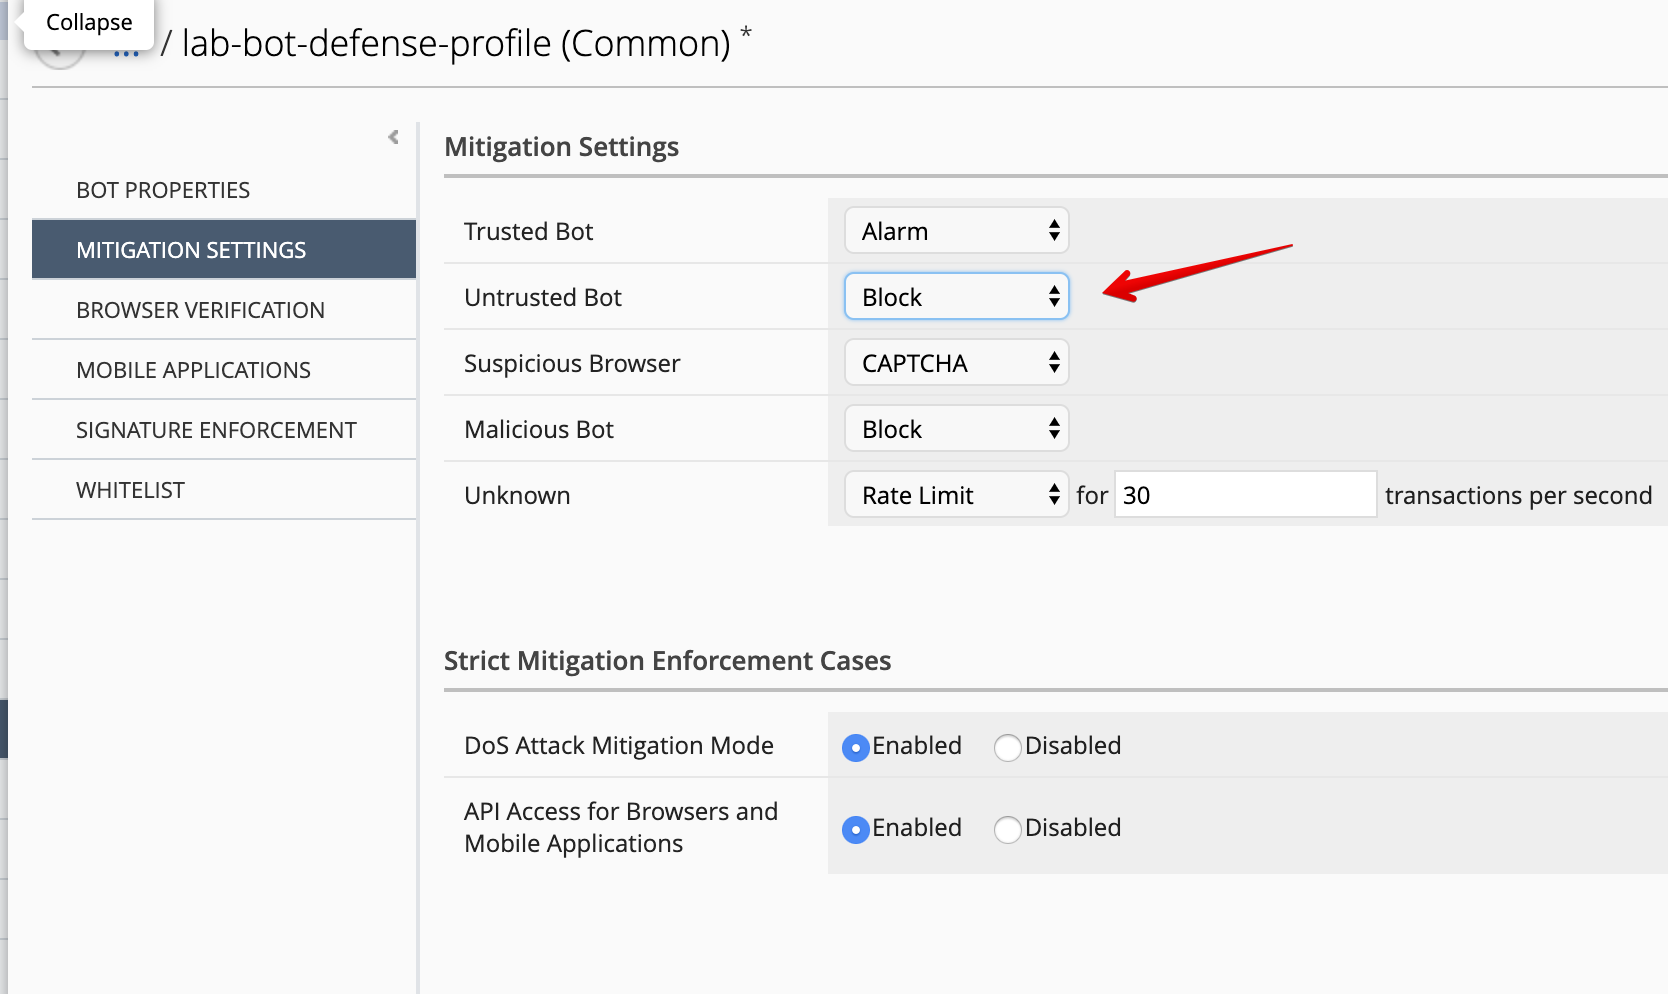 Collapse
... / lab-bot-defense-profile (Common) *
BOT PROPERTIES
MITIGATION SETTINGS
BROWSER VERIFICATION
MOBILE APPLICATIONS
SIGNATURE ENFORCEMENT
WHITELIST
Mitigation Settings
Trusted Bot Alarm
Untrusted Bot Block
Suspicious Browser CAPTCHA
Malicious Bot Block
Unknown Rate Limit for 30 transactions per second
Strict Mitigation Enforcement Cases
DoS Attack Mitigation Mode Enabled Disabled
API Access for Browsers and
Mobile Applications Enabled Disabled